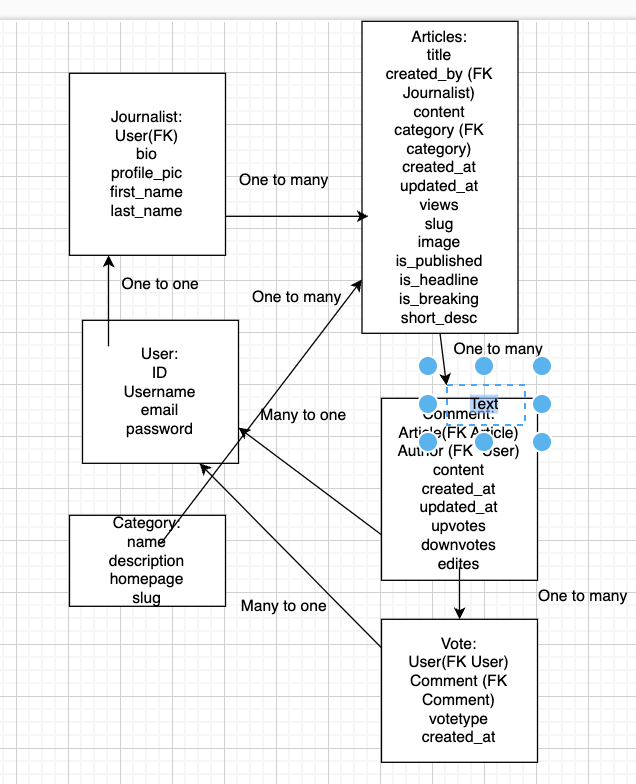 Articles:
title
created_by (FK
Journalist)
content
category (FK
category)
created_at
updated_at
views
slug
image
is_published
is_headline
is_breaking
short_desc
Journalist:
User(FK)
bio
profile_pic
first_name
last_name
One to many
One to one
One to many
User:
ID
Username
email
password
One to many
Text
Many to one
Comment:
Article(FK Article)
Author (FK User)
content
created_at
updated_at
upvotes
downvotes
edites
Category:
name
description
homepage
slug
Many to one
One to many
Vote:
User(FK User)
Comment (FK
Comment)
votetype
created_at